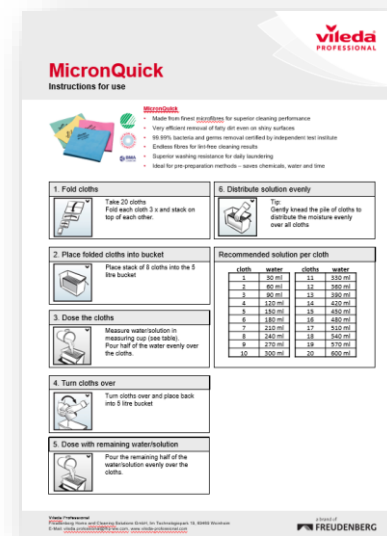 vileda
PROFESSIONAL
MicronQuick
Instructions for use
MicronQuick
• Made from finest microfibres for superior cleaning performance
• Very efficient removal of fatty dirt even on shiny surfaces
• 99.99% bacteria and germs removal certified by independent test institute
• Endless fibres for lint-free cleaning results
• Superior washing resistance for daily laundering
• Ideal for pre-preparation methods – saves chemicals, water and time
1. Fold cloths
Take 20 cloths
Fold each cloth 3 x and stack on
top of each other.
2. Place folded cloths into bucket
Place stack of 8 cloths into the 5
litre bucket
3. Dose the cloths
Measure water/solution in
measuring cup (see table).
Pour half of the water evenly over
the cloths.
4. Turn cloths over
Turn cloths over and place back
into 5 litre bucket
5. Dose with remaining water/solution
Pour the remaining half of the
water/solution evenly over the
cloths.
6. Distribute solution evenly
Tip:
Gently knead the pile of cloths to
distribute the moisture evenly
over all cloths
Recommended solution per cloth
cloth water cloths water
1 30 ml 11 330 ml
2 60 ml 12 360 ml
3 90 ml 13 390 ml
4 120 ml 14 420 ml
5 150 ml 15 450 ml
6 180 ml 16 480 ml
7 210 ml 17 510 ml
8 240 ml 18 540 ml
9 270 ml 19 570 ml
10 300 ml 20 600 ml
Vileda Professional
Freudenberg Home and Cleaning Solutions GmbH, Im Technologiepark 19, 69469 Weinheim
a brand of
FREUDENBERG